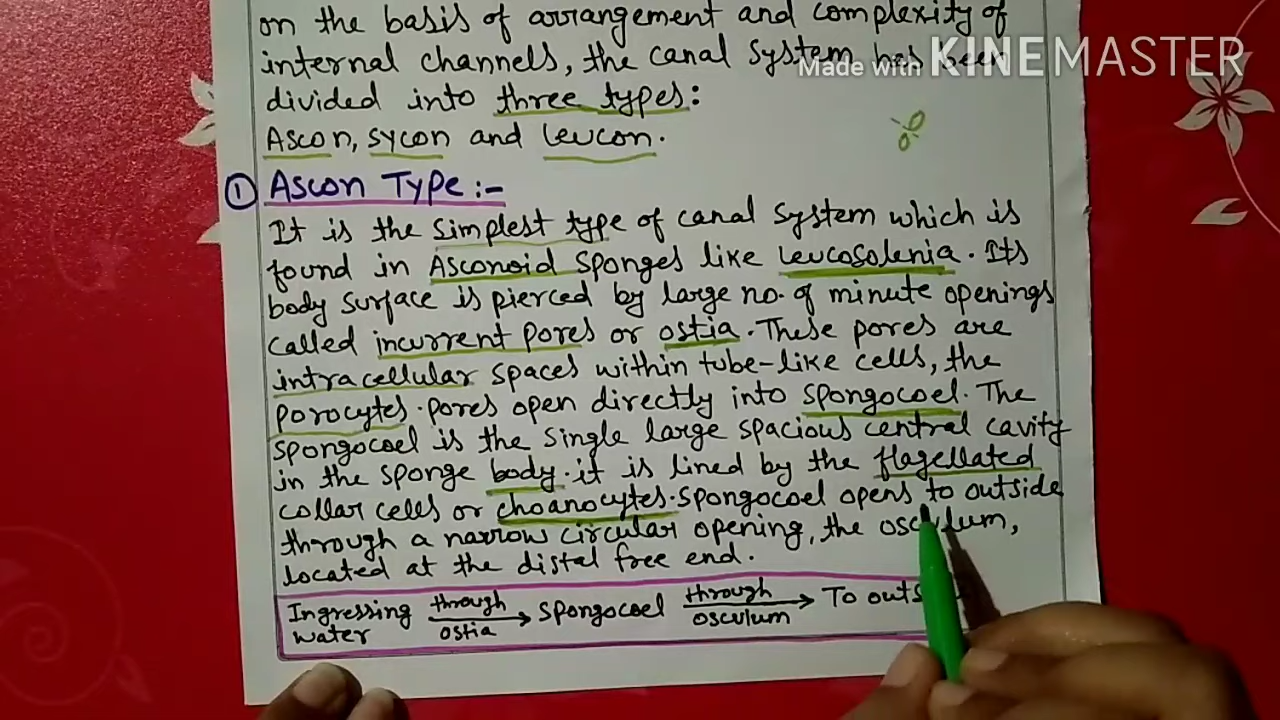 on the basis of arrangement and complexity of
internal channels, the canal system has been
Made with KINEMASTER
divided into three types:
Ascon, sycon and leucon.
① Ascon Type :-
It is the simplest type of canal system which is
found in Asconoid sponges like leucosolenia. Its
body surface is pierced by large no. of minute openings
called incurrent pores or ostia. These pores are
intracellular spaces within tube-like cells, the
porocytes. pores open directly into spongocoel. The
spongocoel is the single large spacious central cavity
in the sponge body. it is lined by the flagellated
collar cells or choanocytes. spongocoel opens to outside
through a narrow circular opening, the osculum,
located at the distal free end.
Ingressing water through ostia → spongocoel through osculum → To